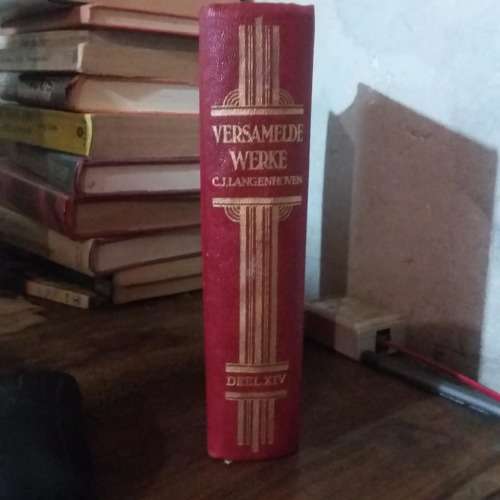 VERSAMELDE
WERKE
C.J. LANGENHOVEN
DEEL XIV